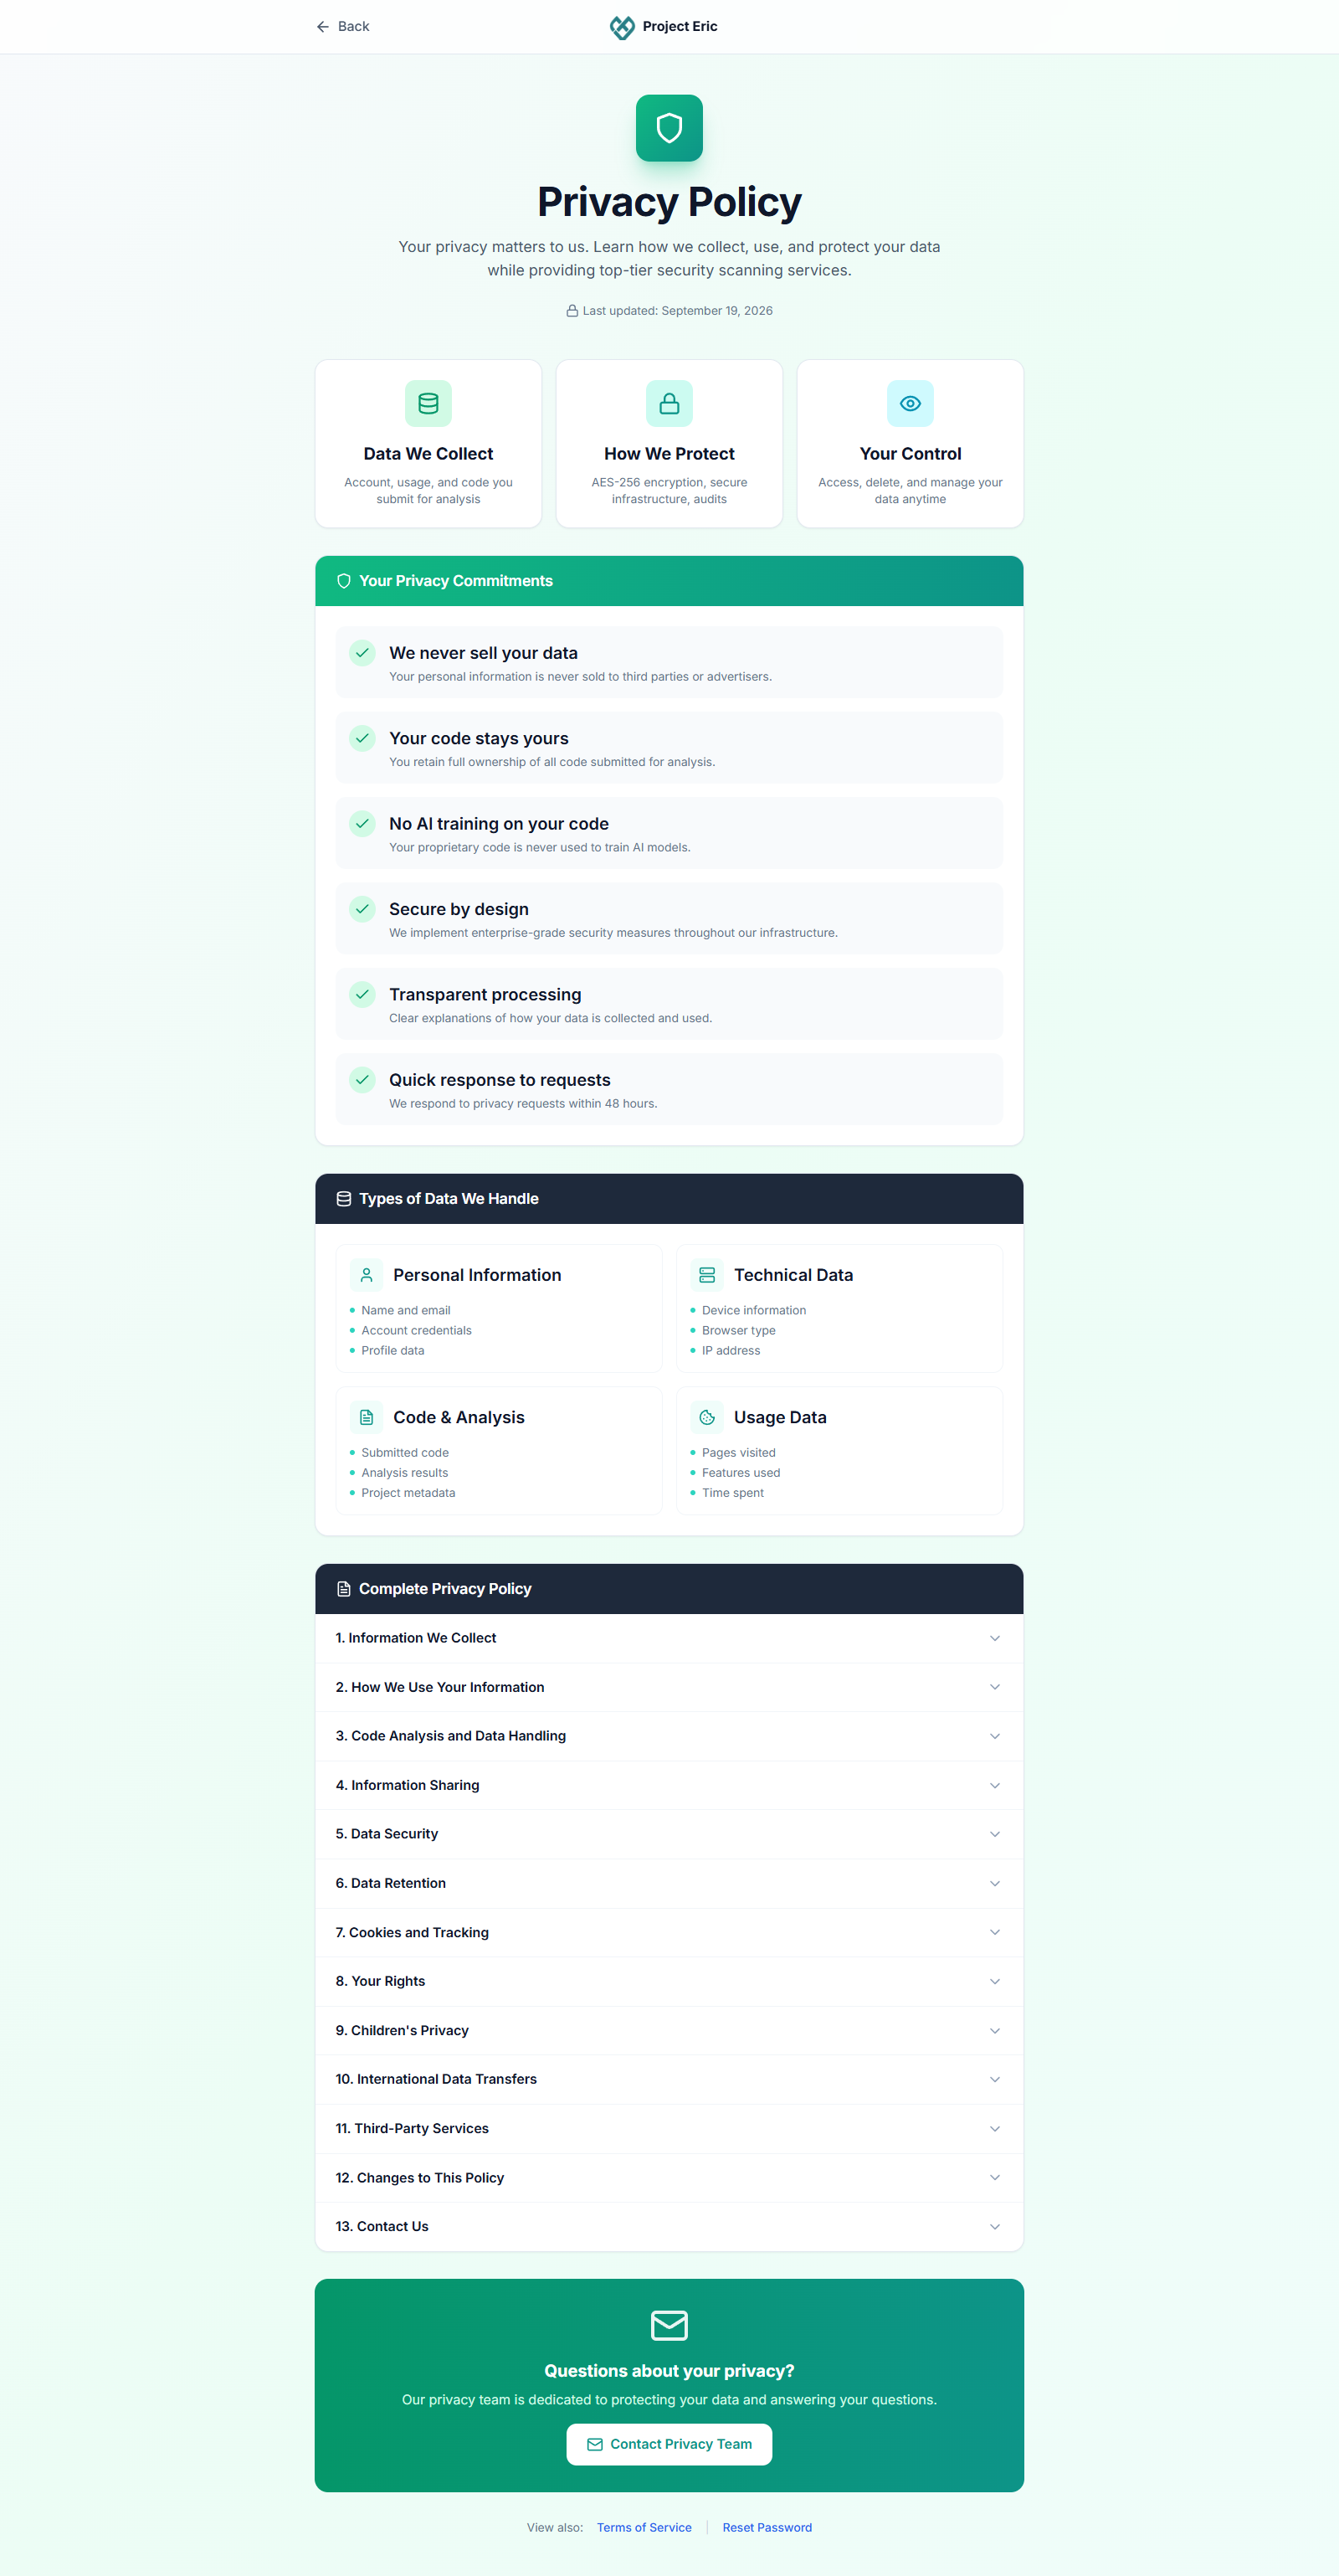 Back
Project Eric
Privacy Policy
Your privacy matters to us. Learn how we collect, use, and protect your data
while providing top-tier security scanning services.
Last updated: September 19, 2026
Data We Collect
Account, usage, and code you
submit for analysis
How We Protect
AES-256 encryption, secure
infrastructure, audits
Your Control
Access, delete, and manage your
data anytime
Your Privacy Commitments
We never sell your data
Your personal information is never sold to third parties or advertisers.
Your code stays yours
You retain full ownership of all code submitted for analysis.
No AI training on your code
Your proprietary code is never used to train AI models.
Secure by design
We implement enterprise-grade security measures throughout our infrastructure.
Transparent processing
Clear explanations of how your data is collected and used.
Quick response to requests
We respond to privacy requests within 48 hours.
Types of Data We Handle
Personal Information
Name and email
Account credentials
Profile data
Technical Data
Device information
Browser type
IP address
Code & Analysis
Submitted code
Analysis results
Project metadata
Usage Data
Pages visited
Features used
Time spent
Complete Privacy Policy
1. Information We Collect
2. How We Use Your Information
3. Code Analysis and Data Handling
4. Information Sharing
5. Data Security
6. Data Retention
7. Cookies and Tracking
8. Your Rights
9. Children's Privacy
10. International Data Transfers
11. Third-Party Services
12. Changes to This Policy
13. Contact Us
Questions about your privacy?
Our privacy team is dedicated to protecting your data and answering your questions.
Contact Privacy Team
View also: Terms of Service | Reset Password